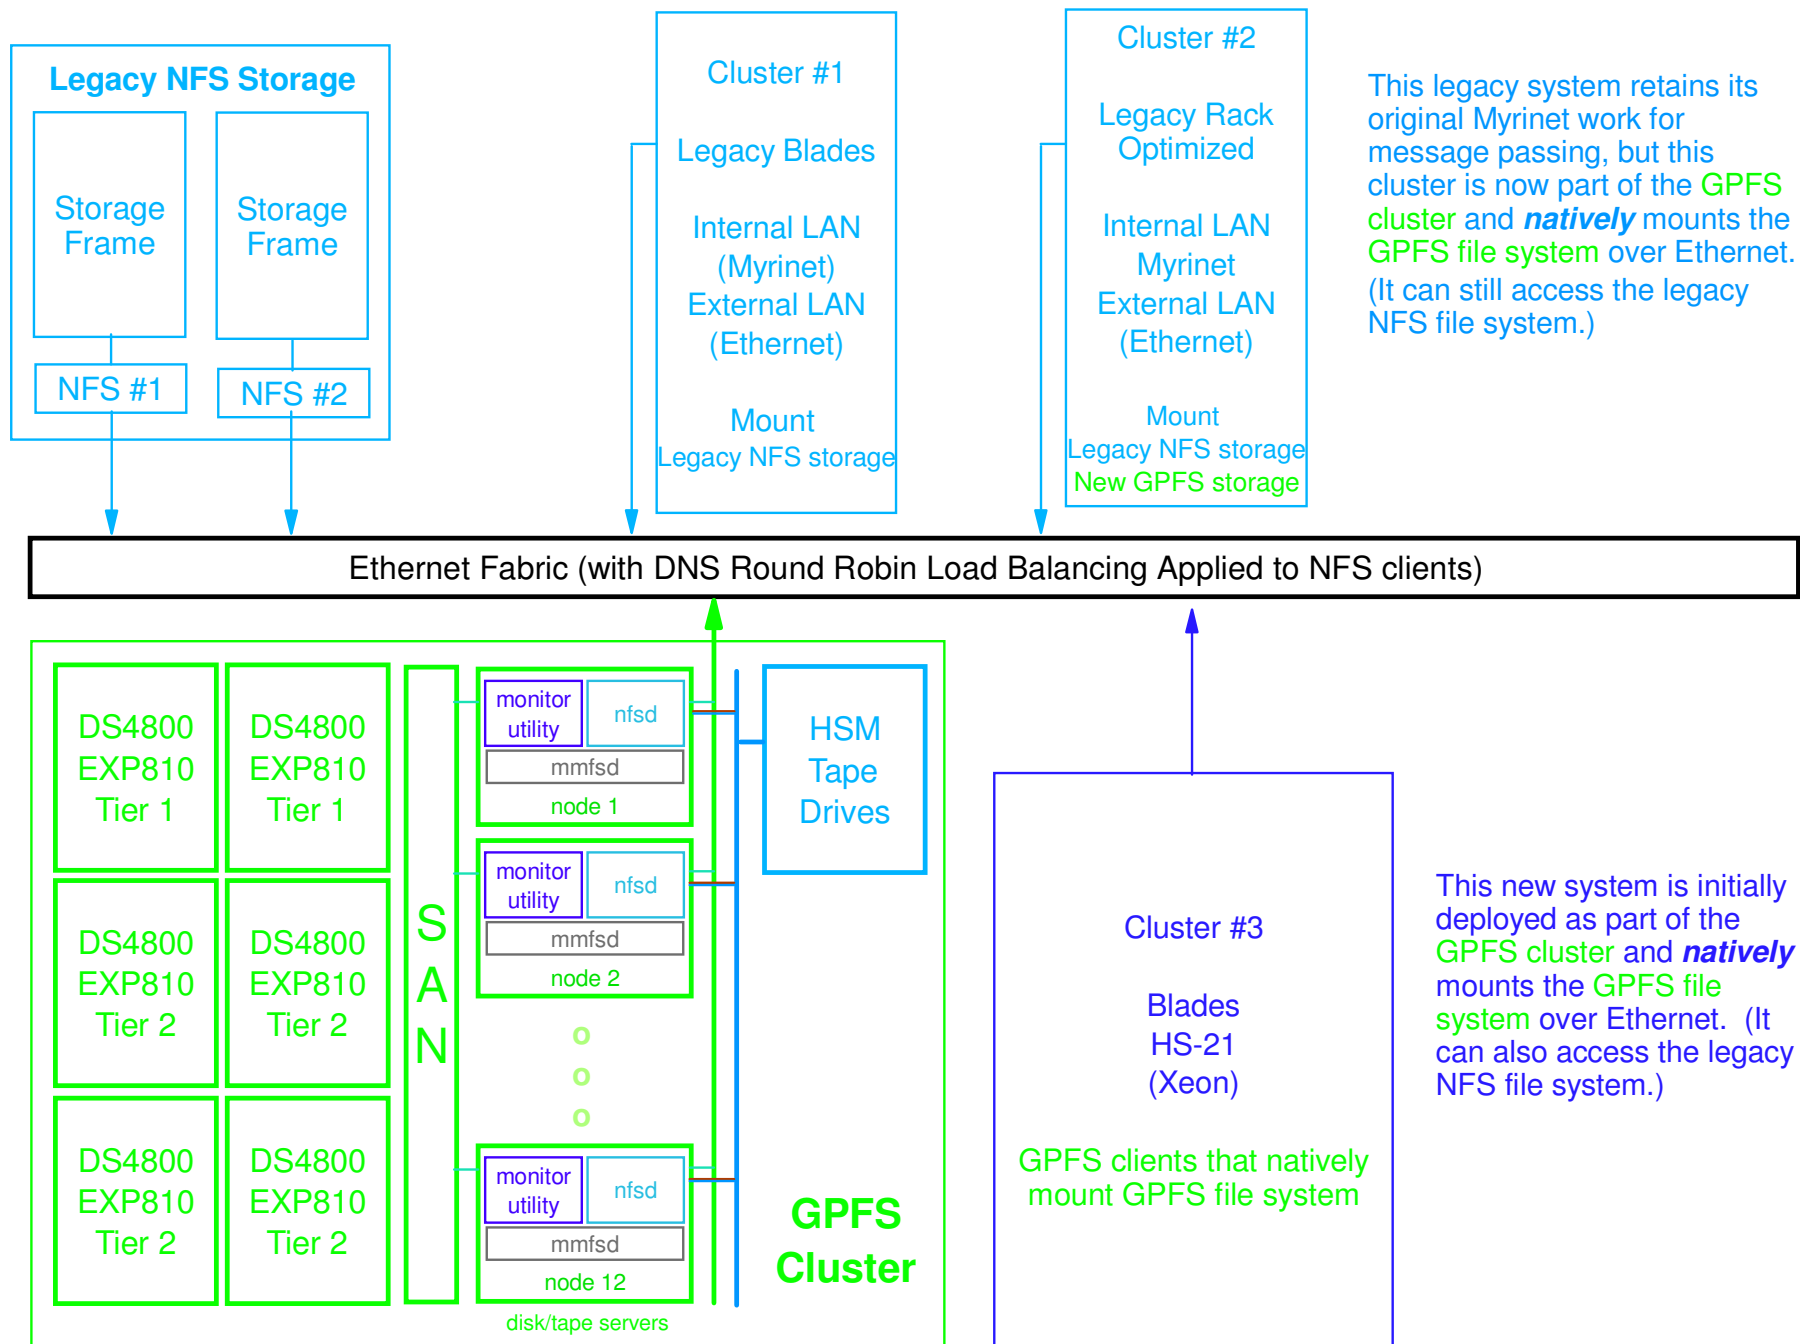 Legacy NFS Storage
Storage
Frame
Storage
Frame
NFS #1
NFS #2
Cluster #1
Legacy Blades
Internal LAN
(Myrinet)
External LAN
(Ethernet)
Mount
Legacy NFS storage
Cluster #2
Legacy Rack
Optimized
Internal LAN
Myrinet
External LAN
(Ethernet)
Mount
Legacy NFS storage
New GPFS storage
This legacy system retains its
original Myrinet work for
message passing, but this
cluster is now part of the GPFS
cluster and natively mounts the
GPFS file system over Ethernet.
(It can still access the legacy
NFS file system.)
Ethernet Fabric (with DNS Round Robin Load Balancing Applied to NFS clients)
DS4800
EXP810
Tier 1
DS4800
EXP810
Tier 1
DS4800
EXP810
Tier 2
DS4800
EXP810
Tier 2
DS4800
EXP810
Tier 2
DS4800
EXP810
Tier 2
S
A
N
monitor
utility
nfsd
mmfsd
node 1
monitor
utility
nfsd
mmfsd
node 2
o
o
o
monitor
utility
nfsd
mmfsd
node 12
disk/tape servers
HSM
Tape
Drives
GPFS
Cluster
Cluster #3
Blades
HS-21
(Xeon)
GPFS clients that natively
mount GPFS file system
This new system is initially
deployed as part of the
GPFS cluster and natively
mounts the GPFS file
system over Ethernet. (It
can also access the legacy
NFS file system.)